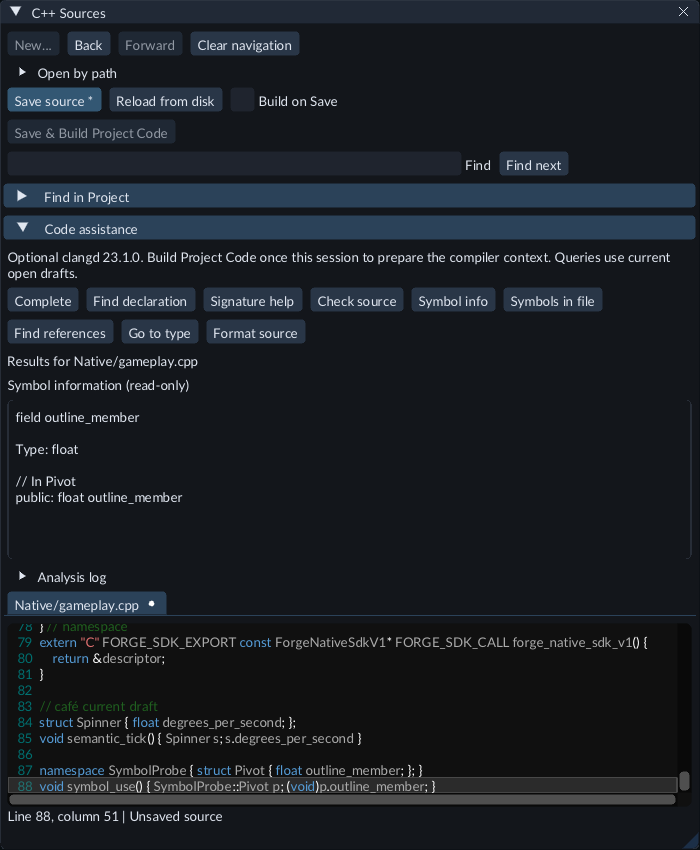 C++ Sources
New... Back Forward Clear navigation
Open by path
Save source * Reload from disk Build on Save
Save & Build Project Code
Find Find next
Find in Project
Code assistance
Optional clangd 23.1.0. Build Project Code once this session to prepare the compiler context. Queries use current
open drafts.
Complete Find declaration Signature help Check source Symbol info Symbols in file
Find references Go to type Format source
Results for Native/gameplay.cpp
Symbol information (read-only)
field outline_member
Type: float
// In Pivot
public: float outline_member
Analysis log
Native/gameplay.cpp
78 } // namespace
79 extern "C" FORGE_SDK_EXPORT const ForgeNativeSdkV1* FORGE_SDK_CALL forge_native_sdk_v1() {
80 return &descriptor;
81 }
82
83 // café current draft
84 struct Spinner { float degrees_per_second; };
85 void semantic_tick() { Spinner s; s.degrees_per_second }
86
87 namespace SymbolProbe { struct Pivot { float outline_member; }; }
88 void symbol_use() { SymbolProbe::Pivot p; (void)p.outline_member; }
Line 88, column 51 | Unsaved source